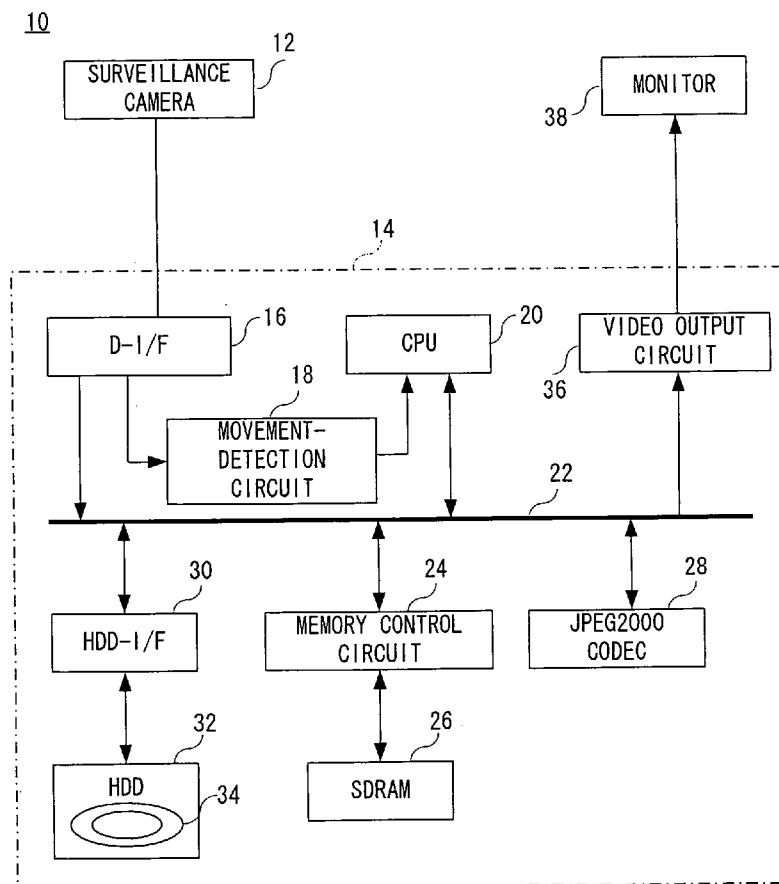 10
SURVEILLANCE
CAMERA
12
MONITOR
38
14
D-I/F
16
CPU
20
VIDEO OUTPUT
CIRCUIT
36
18
MOVEMENT-
DETECTION
CIRCUIT
22
30
HDD-I/F
24
MEMORY CONTROL
CIRCUIT
28
JPEG2000
CODEC
32
HDD
34
26
SDRAM